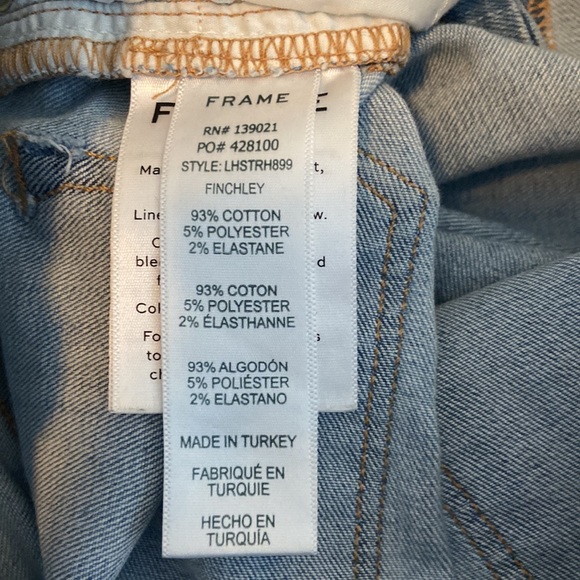 FRAME
RN# 139021
PO# 428100
STYLE: LHSTRH899
FINCHLEY
93% COTTON
5% POLYESTER
2% ELASTANE
93% COTON
5% POLYESTER
2% ÉLASTHANNE
93% ALGODÓN
5% POLIÉSTER
2% ELASTANO
MADE IN TURKEY
FABRIQUÉ EN
TURQUIE
HECHO EN
TURQUÍA